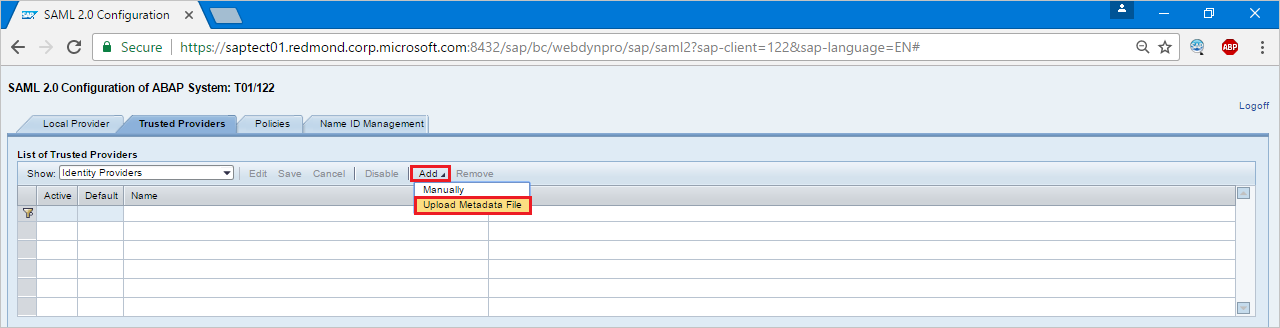 SAP SAML 2.0 Configuration
Secure https://saptect01.redmond.corp.microsoft.com:8432/sap/bc/webdynpro/sap/saml2?sap-client=122&sap-language=EN#
SAP ABP
SAML 2.0 Configuration of ABAP System: T01/122
Logoff
Local Provider Trusted Providers Policies Name ID Management
List of Trusted Providers
Show: Identity Providers Edit Save Cancel Disable Add Remove
Manually
Active Default Name
Upload Metadata File